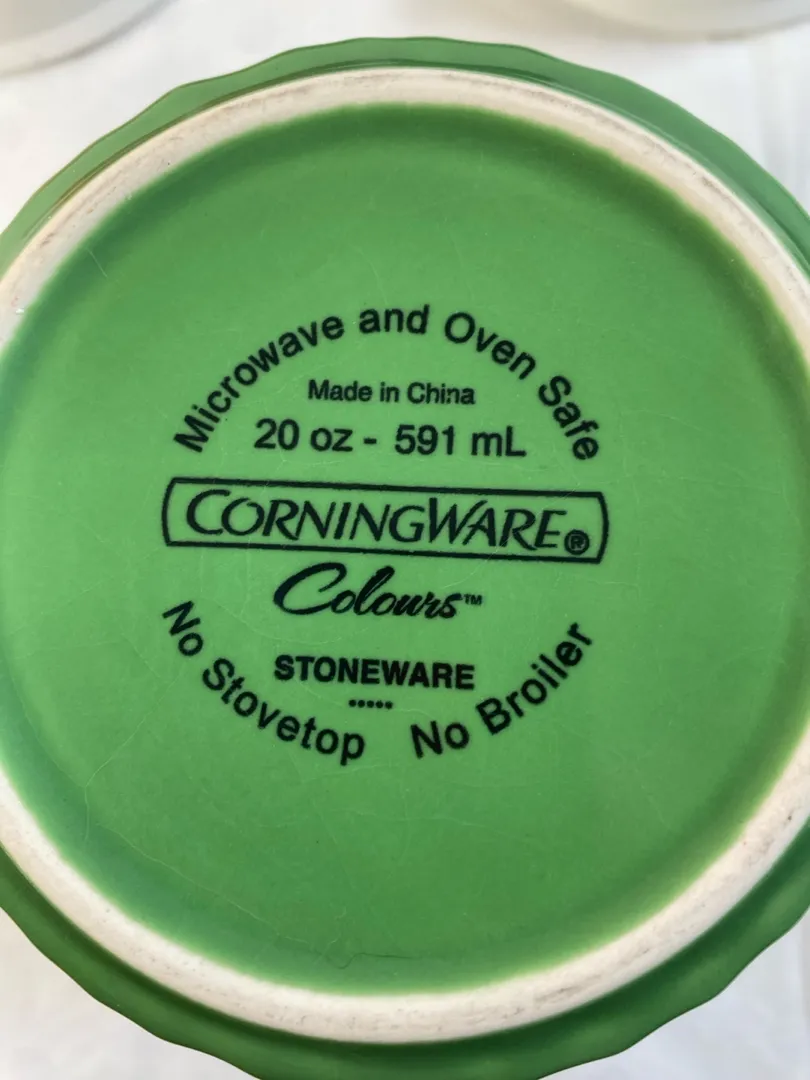 Microwave and Oven Safe
Made in China
20 oz - 591 mL
CORNINGWARE®
Colours™
STONEWARE
•••••
No Stovetop No Broiler